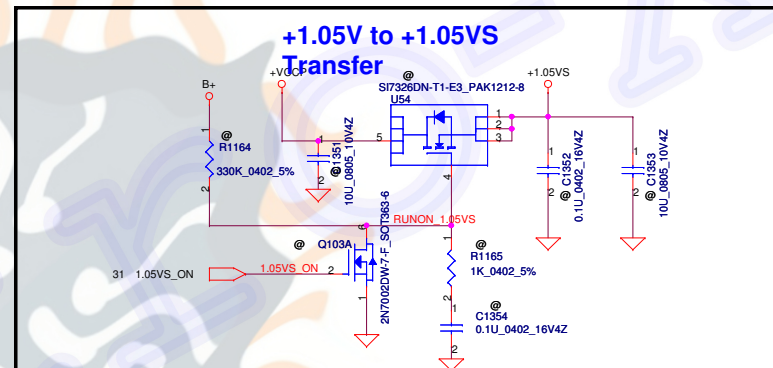 +1.05V to +1.05VS
Transfer
B+
+VCCP
@
SI7326DN-T1-E3_PAK1212-8
U54
+1.05VS
1
@
R1164
330K_0402_5%
2
1
@
1351
10U_0805_10V4Z
2
5
1
2
3
4
1
@ C1352
0.1U_0402_16V4Z
2
1
@ C1353
10U_0805_10V4Z
2
RUNON_1.05VS
6
@
Q103A
2N7002DW-7-F_SOT363-6
31 1.05VS_ON
1.05VS_ON
2
1
1
@
R1165
1K_0402_5%
2
@
1
C1354
0.1U_0402_16V4Z
2